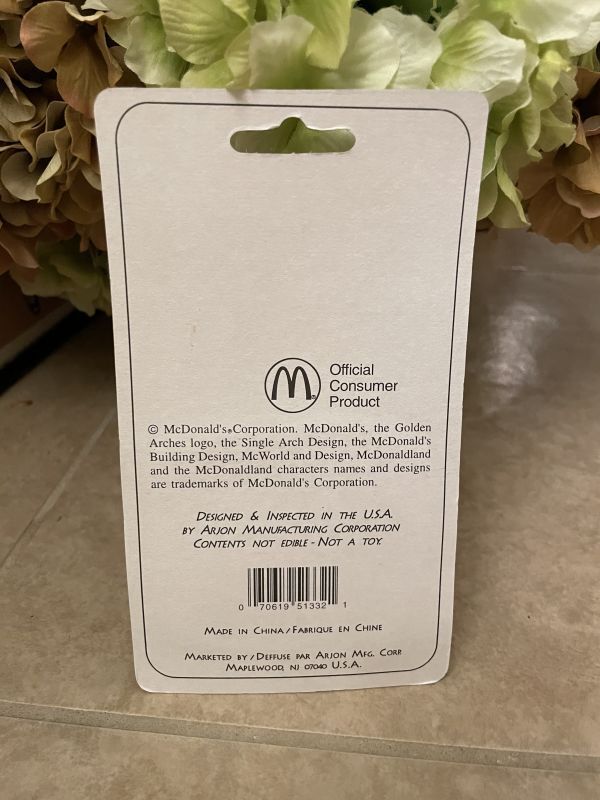 M
Official
Consumer
Product
© McDonald's®Corporation. McDonald's, the Golden
Arches logo, the Single Arch Design, the McDonald's
Building Design, McWorld and Design, McDonaldland
and the McDonaldland characters names and designs
are trademarks of McDonald's Corporation.
DESIGNED & INSPECTED IN THE U.S.A.
BY ARJON MANUFACTURING CORPORATION
CONTENTS NOT EDIBLE - NOT A TOY.
0 70619 51332 1
MADE IN CHINA / FABRIQUE EN CHINE
MARKETED BY / DEFFUSE PAR ARJON MFG. CORP
MAPLEWOOD, NJ 07040 U.S.A.